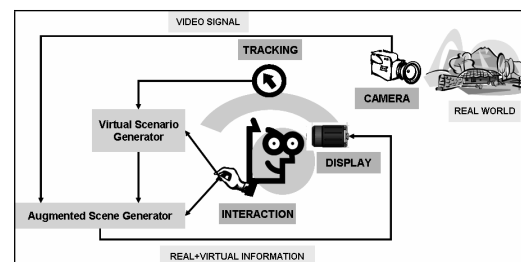 VIDEO SIGNAL
TRACKING
CAMERA
REAL WORLD
Virtual Scenario
Generator
DISPLAY
Augmented Scene Generator
INTERACTION
REAL+VIRTUAL INFORMATION